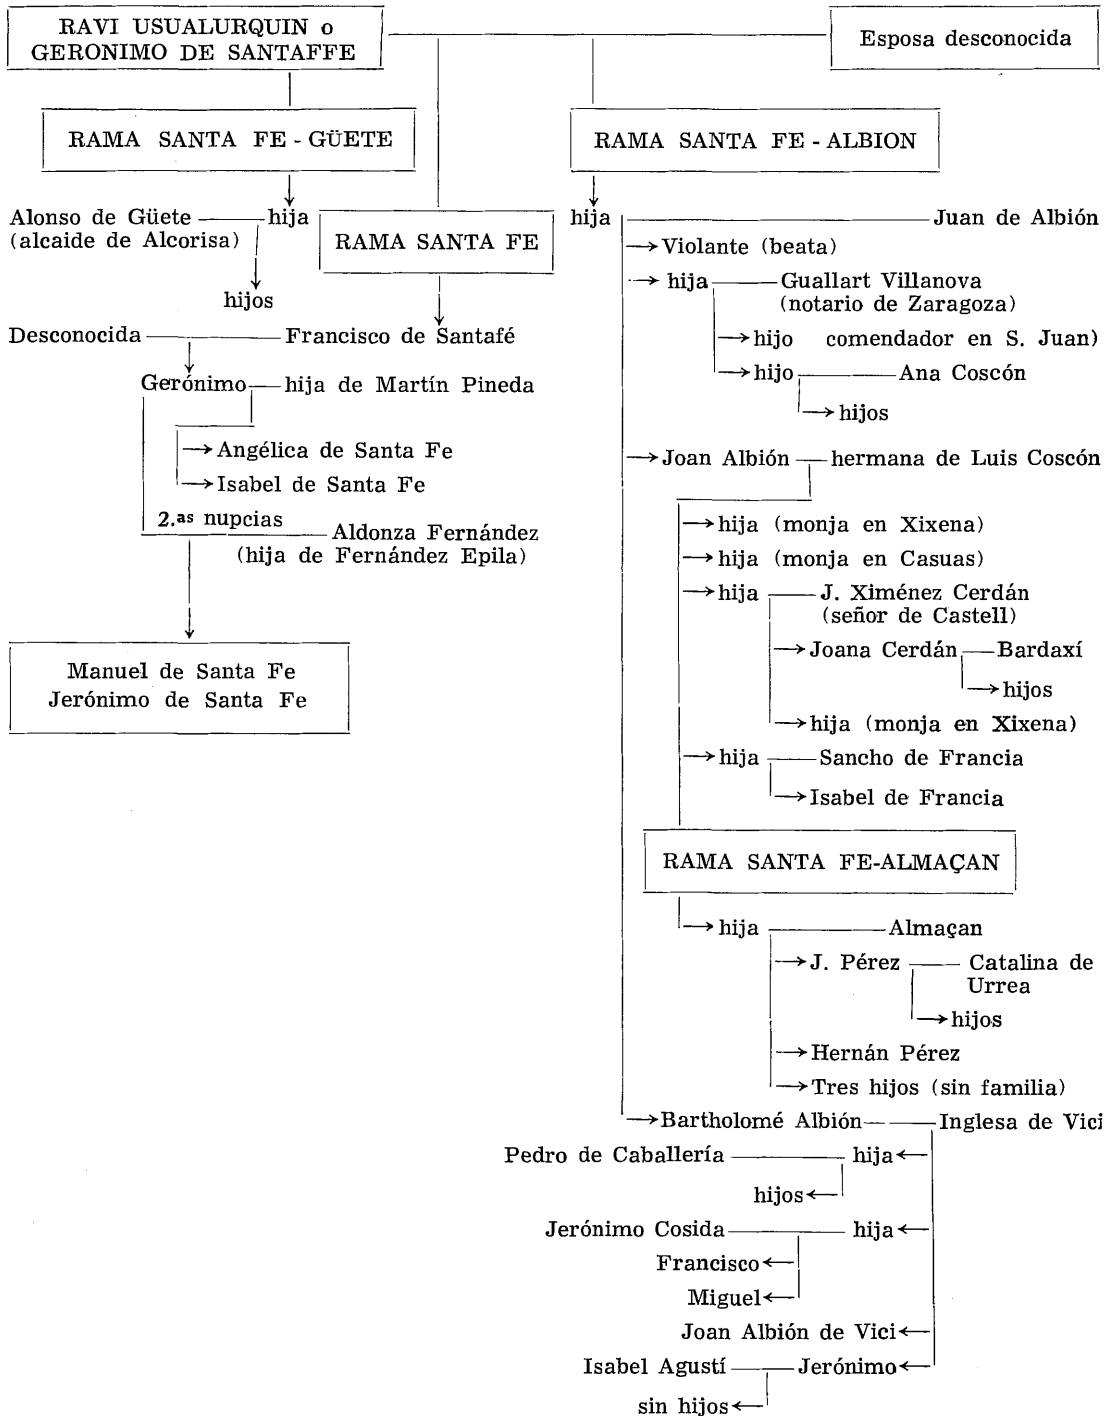 RAVI USUALURQUIN o
GERONIMO DE SANTAFFE
Esposa desconocida
RAMA SANTA FE - GÜETE
RAMA SANTA FE - ALBION
Alonso de Güete
(alcaide de Alcorisa)
hija
hijos
RAMA SANTA FE
Desconocida
Francisco de Santafé
Gerónimo
hija de Martín Pineda
Angélica de Santa Fe
Isabel de Santa Fe
2.as nupcias
Aldonza Fernández
(hija de Fernández Epila)
Manuel de Santa Fe
Jerónimo de Santa Fe
hija
Juan de Albión
Violante (beata)
hija
Guallart Villanova
(notario de Zaragoza)
hijo comendador en S. Juan)
hijo
Ana Coscón
hijos
Joan Albión
hermana de Luis Coscón
hija (monja en Xixena)
hija (monja en Casuas)
hija
J. Ximénez Cerdán
(señor de Castell)
Joana Cerdán
Bardaxí
hijos
hija (monja en Xixena)
hija
Sancho de Francia
Isabel de Francia
RAMA SANTA FE-ALMAÇAN
hija
Almaçan
J. Pérez
Catalina de
Urrea
hijos
Hernán Pérez
Tres hijos (sin familia)
Bartholomé Albión
Inglesa de Vici
Pedro de Caballería
hija
hijos
Jerónimo Cosida
hija
Francisco
Miguel
Joan Albión de Vici
Isabel Agustí
Jerónimo
sin hijos